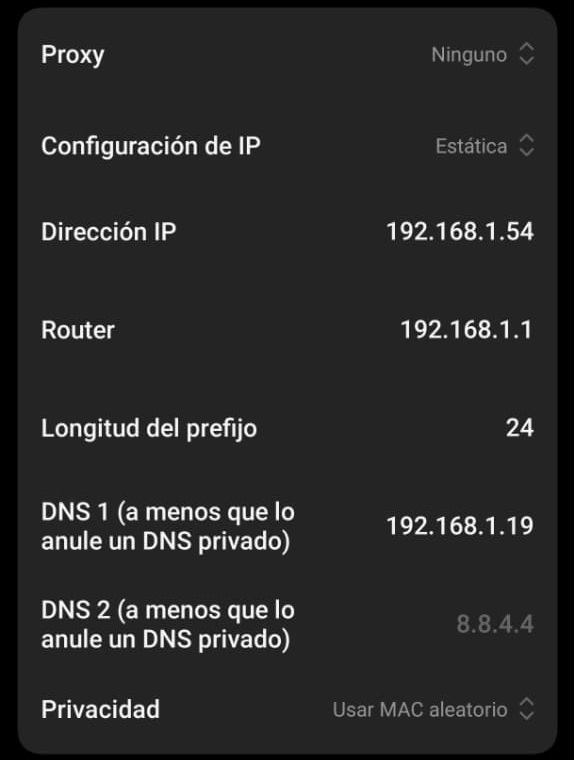 Proxy
Ninguno
Configuración de IP
Estática
Dirección IP
192.168.1.54
Router
192.168.1.1
Longitud del prefijo
24
DNS 1 (a menos que lo
anule un DNS privado)
192.168.1.19
DNS 2 (a menos que lo
anule un DNS privado)
8.8.4.4
Privacidad
Usar MAC aleatorio